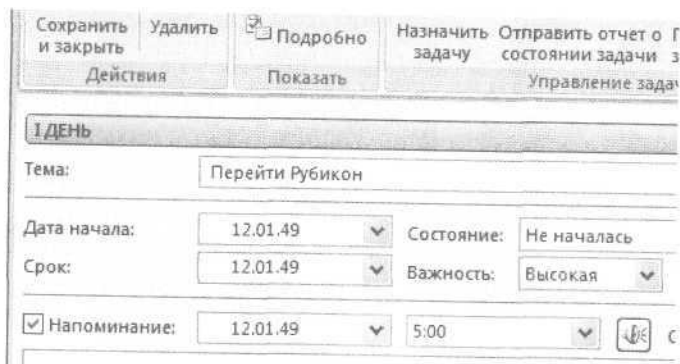 Сохранить и закрыть
Удалить
Подробно
Назначить задачу
Отправить отчет о состоянии задачи
Действия
Показать
Управление
I ДЕНЬ
Тема: Перейти Рубикон
Дата начала: 12.01.49 Состояние: Не началась
Срок: 12.01.49 Важность: Высокая
Напоминание: 12.01.49 5:00